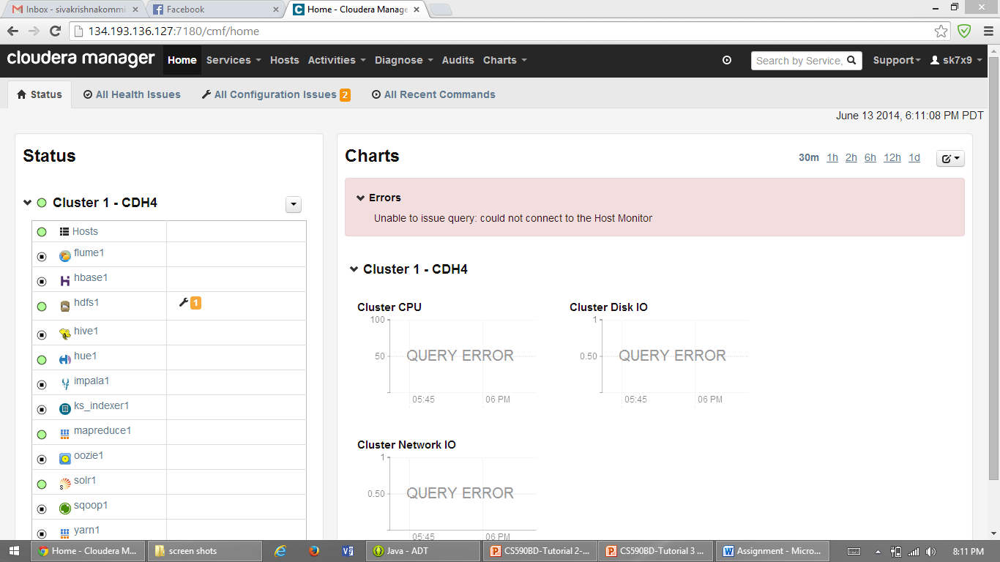 Inbox - sivakrishnakommi
Facebook
Home - Cloudera Manage
134.193.136.127:7180/cmf/home
cloudera manager Home Services Hosts Activities Diagnose Audits Charts Search by Service, Support sk7x9
Status All Health Issues All Configuration Issues 2 All Recent Commands
June 13 2014, 6:11:08 PM PDT
Status
Cluster 1 - CDH4
Hosts
flume1
hbase1
hdfs1 1
hive1
hue1
impala1
ks_indexer1
mapreduce1
oozie1
solr1
sqoop1
yarn1
Charts
30m 1h 2h 6h 12h 1d
Errors
Unable to issue query: could not connect to the Host Monitor
Cluster 1 - CDH4
Cluster CPU
100
50
QUERY ERROR
05:45 06 PM
Cluster Disk IO
1
0.50
QUERY ERROR
05:45 06 PM
Cluster Network IO
1
0.50
QUERY ERROR
05:45 06 PM
Home - Cloudera M... screen shots Java - ADT CS590BD-Tutorial 2-... CS590BD-Tutorial 3 ... Assignment - Micro... 8:11 PM